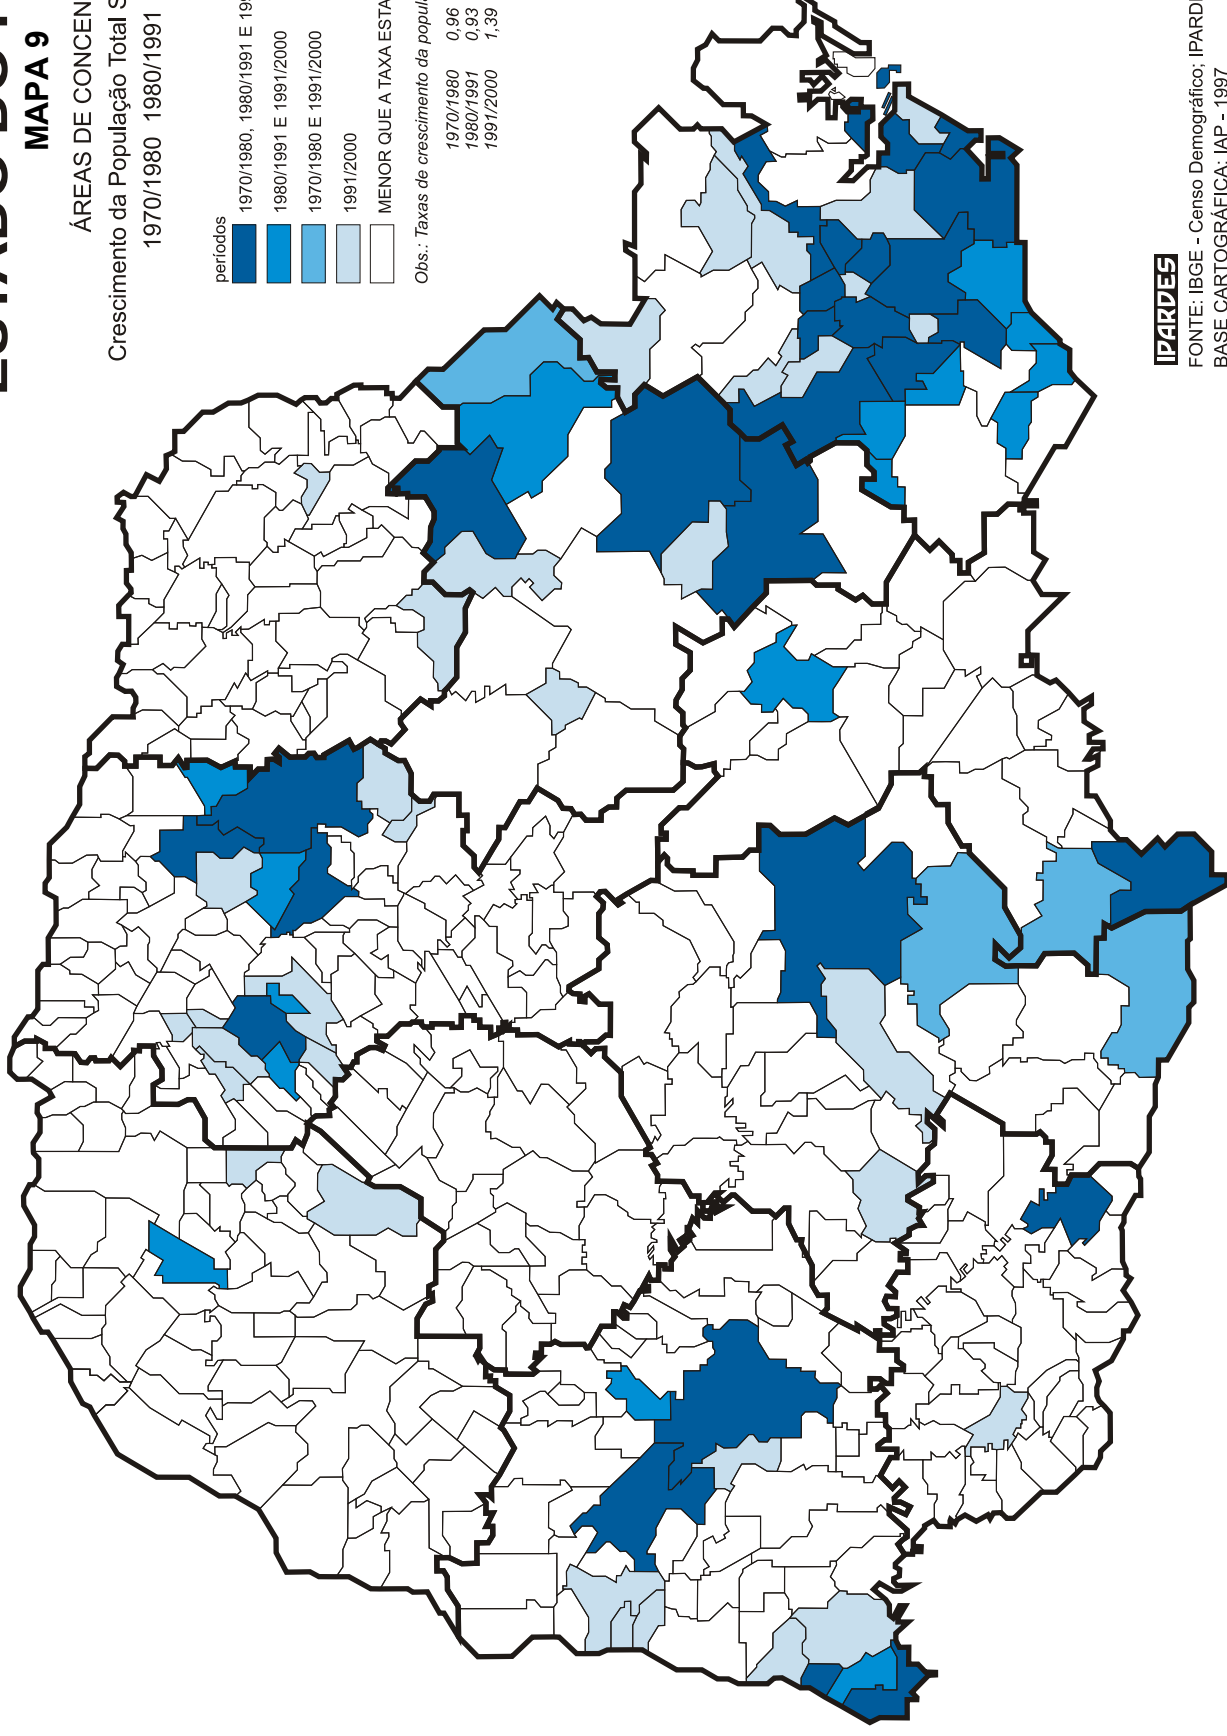 MAPA 9
ÁREAS DE CONCEN
Crescimento da População Total S
1970/1980 1980/1991
períodos
1970/1980, 1980/1991 E 199
1980/1991 E 1991/2000
1970/1980 E 1991/2000
1991/2000
MENOR QUE A TAXA ESTA
Obs.: Taxas de crescimento da popul
1970/1980 0,96
1980/1991 0,93
1991/2000 1,39
IPARDES
FONTE: IBGE - Censo Demográfico; IPARDE
BASE CARTOGRÁFICA: IAP - 1997